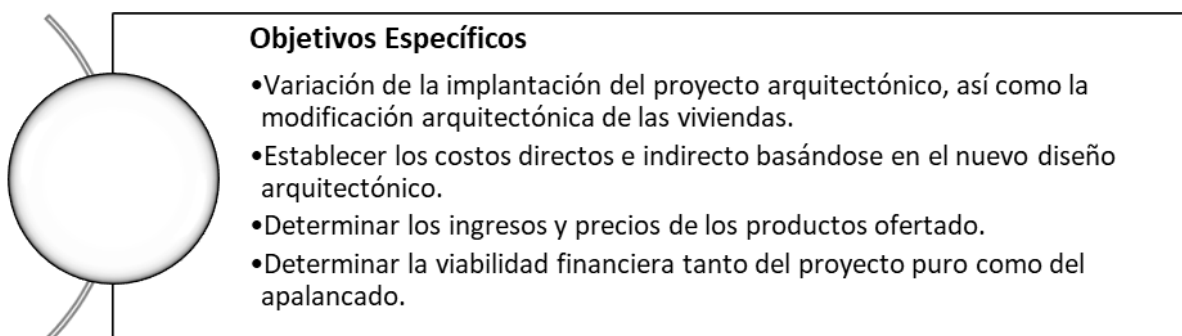 Objetivos Específicos
•Variación de la implantación del proyecto arquitectónico, así como la
modificación arquitectónica de las viviendas.
•Establecer los costos directos e indirecto basándose en el nuevo diseño
arquitectónico.
•Determinar los ingresos y precios de los productos ofertado.
•Determinar la viabilidad financiera tanto del proyecto puro como del
apalancado.